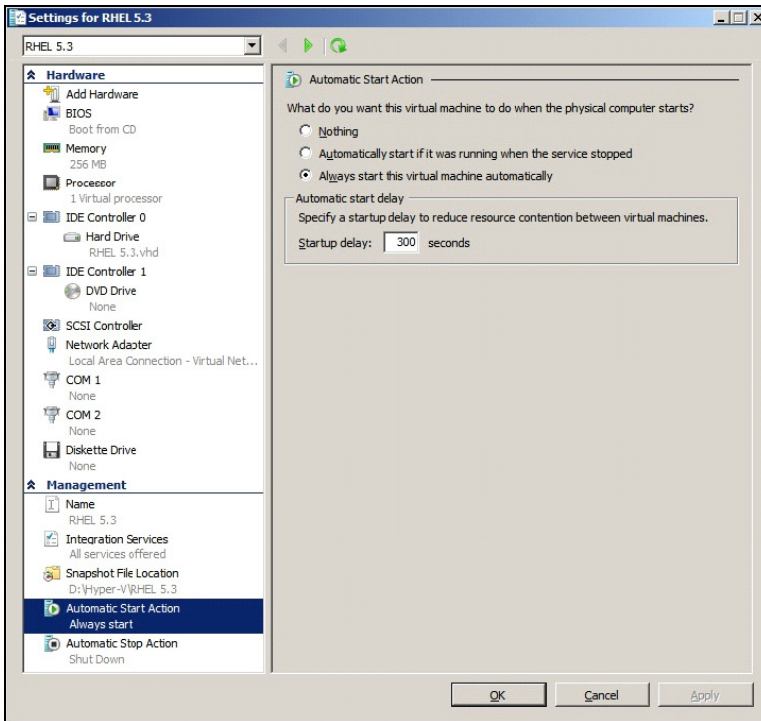 Settings for RHEL 5.3
RHEL 5.3
Hardware
Add Hardware
BIOS
Boot from CD
Memory
256 MB
Processor
1 Virtual processor
IDE Controller 0
Hard Drive
RHEL 5.3.vhd
IDE Controller 1
DVD Drive
None
SCSI Controller
Network Adapter
Local Area Connection - Virtual Net...
COM 1
None
COM 2
None
Diskette Drive
None
Management
Name
RHEL 5.3
Integration Services
All services offered
Snapshot File Location
D:\Hyper-V\RHEL 5.3
Automatic Start Action
Always start
Automatic Stop Action
Shut Down
Automatic Start Action
What do you want this virtual machine to do when the physical computer starts?
Nothing
Automatically start if it was running when the service stopped
Always start this virtual machine automatically
Automatic start delay
Specify a startup delay to reduce resource contention between virtual machines.
Startup delay: 300 seconds
OK Cancel Apply